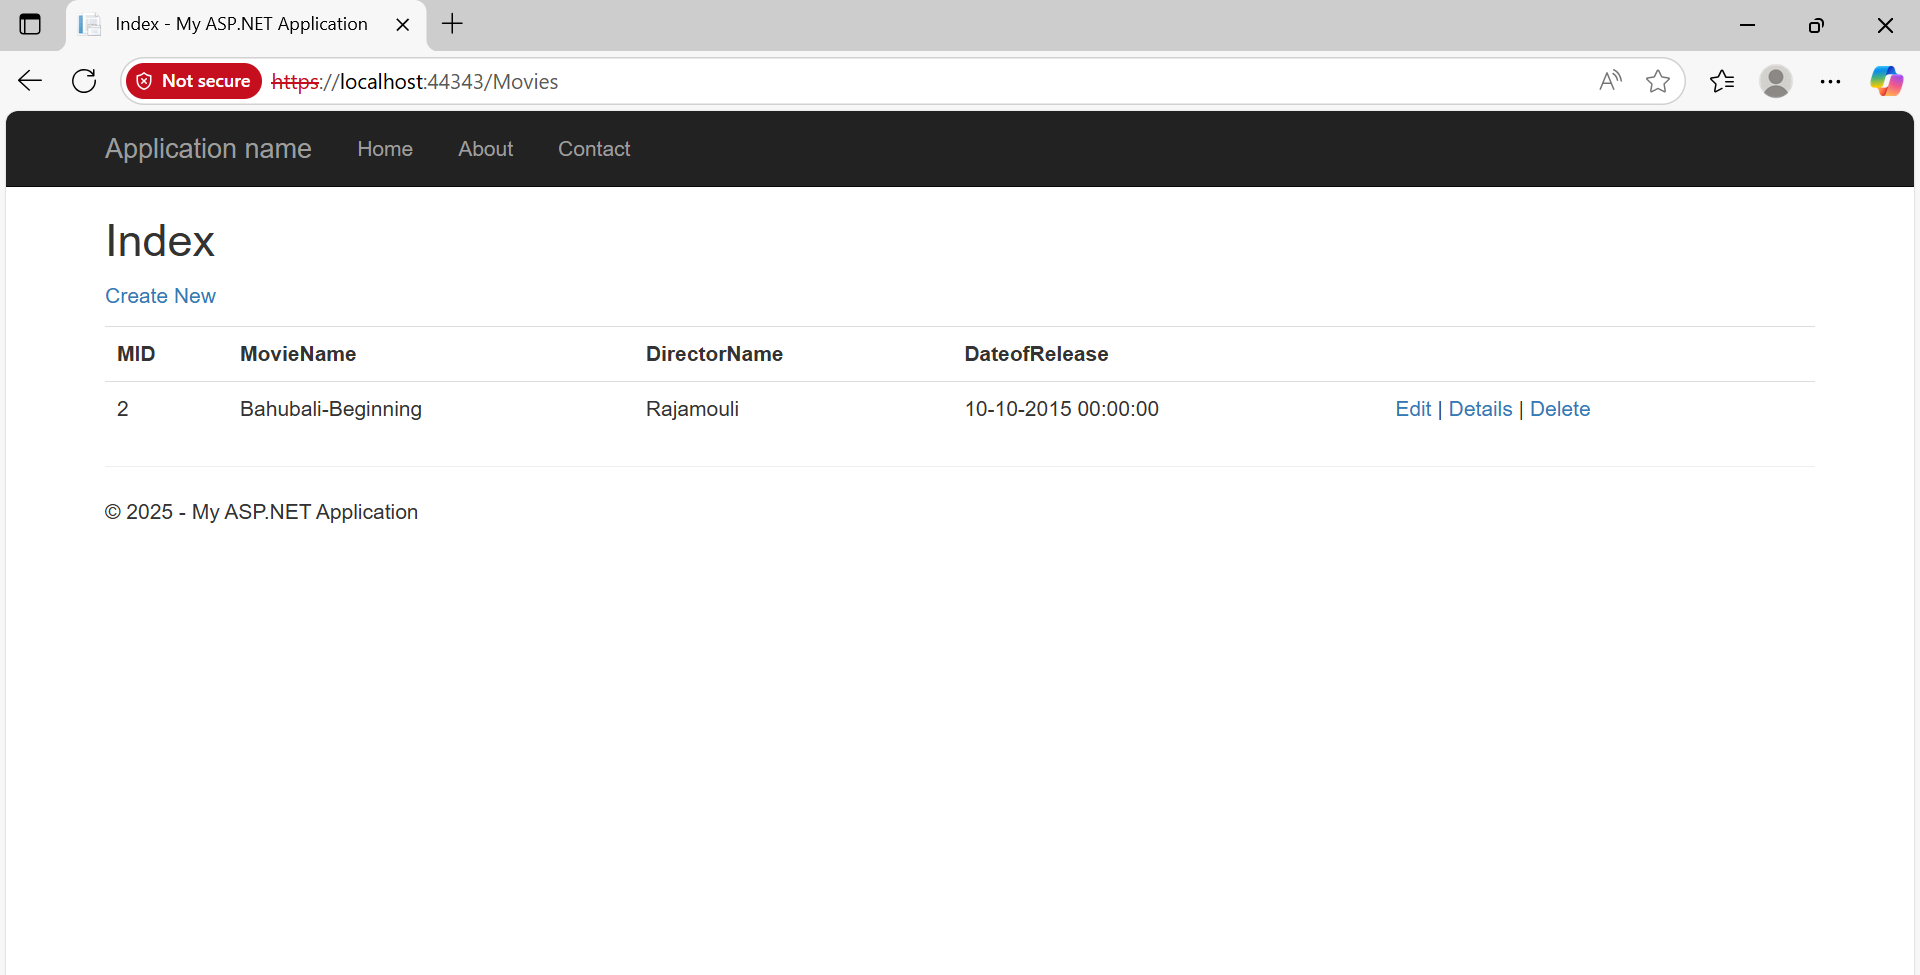 Index - My ASP.NET Application
Not secure https://localhost:44343/Movies
Application name Home About Contact
Index
Create New
MID MovieName DirectorName DateofRelease
2 Bahubali-Beginning Rajamouli 10-10-2015 00:00:00 Edit | Details | Delete
© 2025 - My ASP.NET Application